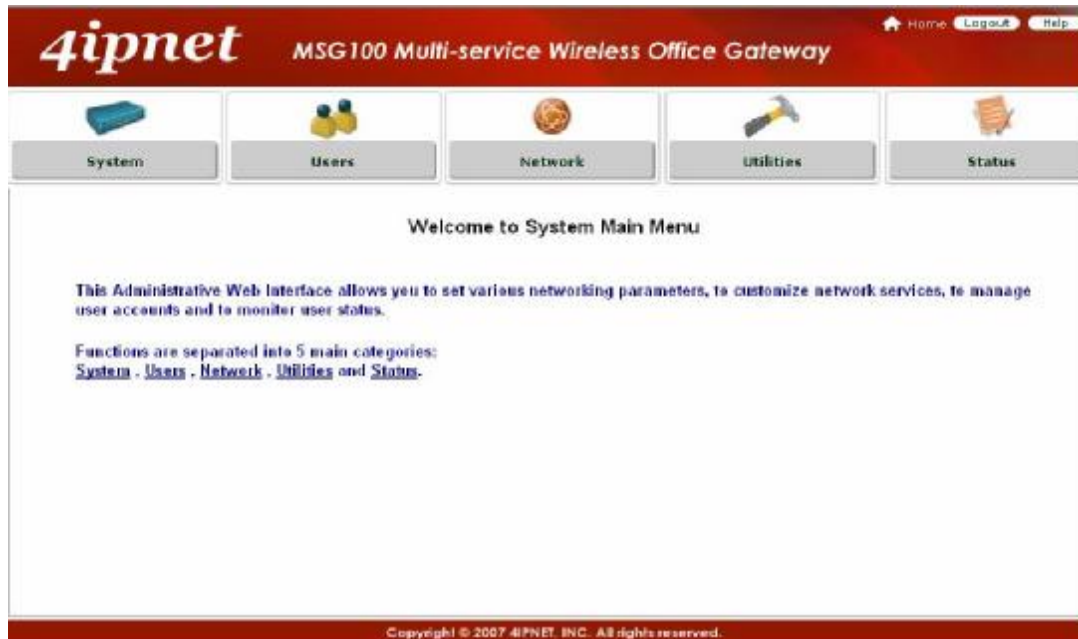 4ipnet MSG100 Multi-service Wireless Office Gateway
Home Logout Help
System Users Network Utilities Status
Welcome to System Main Menu
This Administrative Web Interface allows you to set various networking parameters, to customize network services, to manage
user accounts and to monitor user status.
Functions are separated into 5 main categories:
System , Users , Network , Utilities and Status.
Copyright © 2007 4IPNET, INC. All rights reserved.